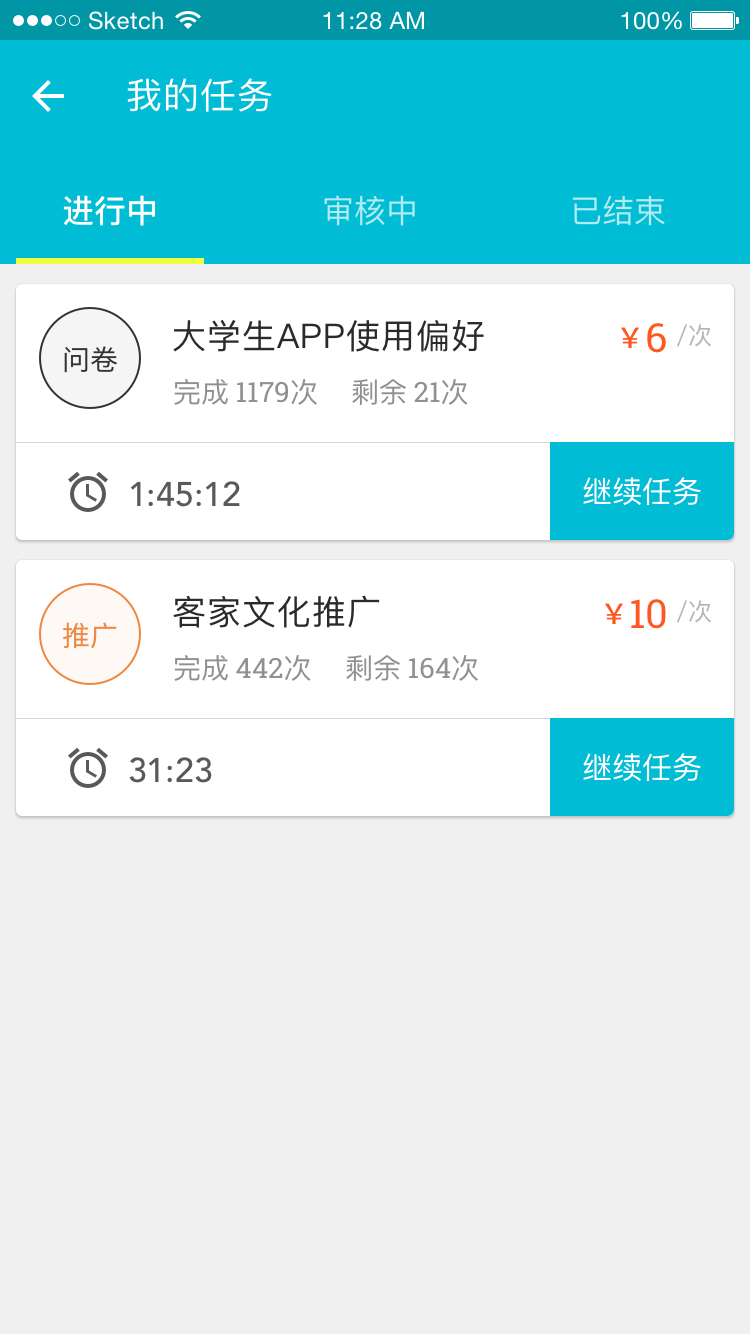 Sketch 11:28 AM 100%
我的任务
进行中 审核中 已结束
问卷 大学生APP使用偏好 ¥6 /次
完成 1179次 剩余 21次
1:45:12 继续任务
推广 客家文化推广 ¥10 /次
完成 442次 剩余 164次
31:23 继续任务